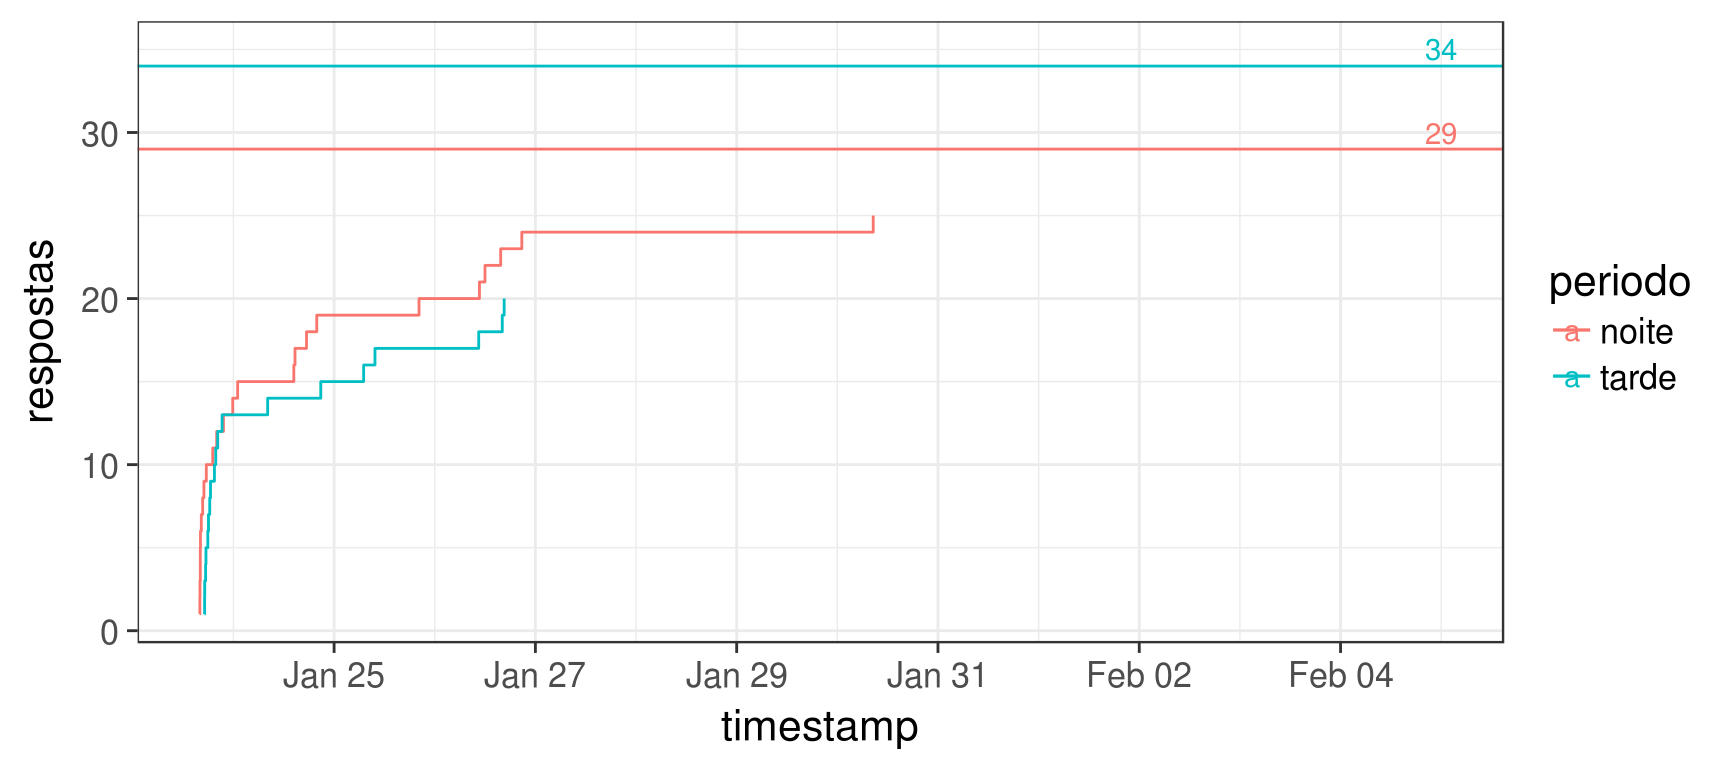 34
30
29
20
10
0
respostas
Jan 25
Jan 27
Jan 29
Jan 31
Feb 02
Feb 04
timestamp
periodo
a noite
a tarde